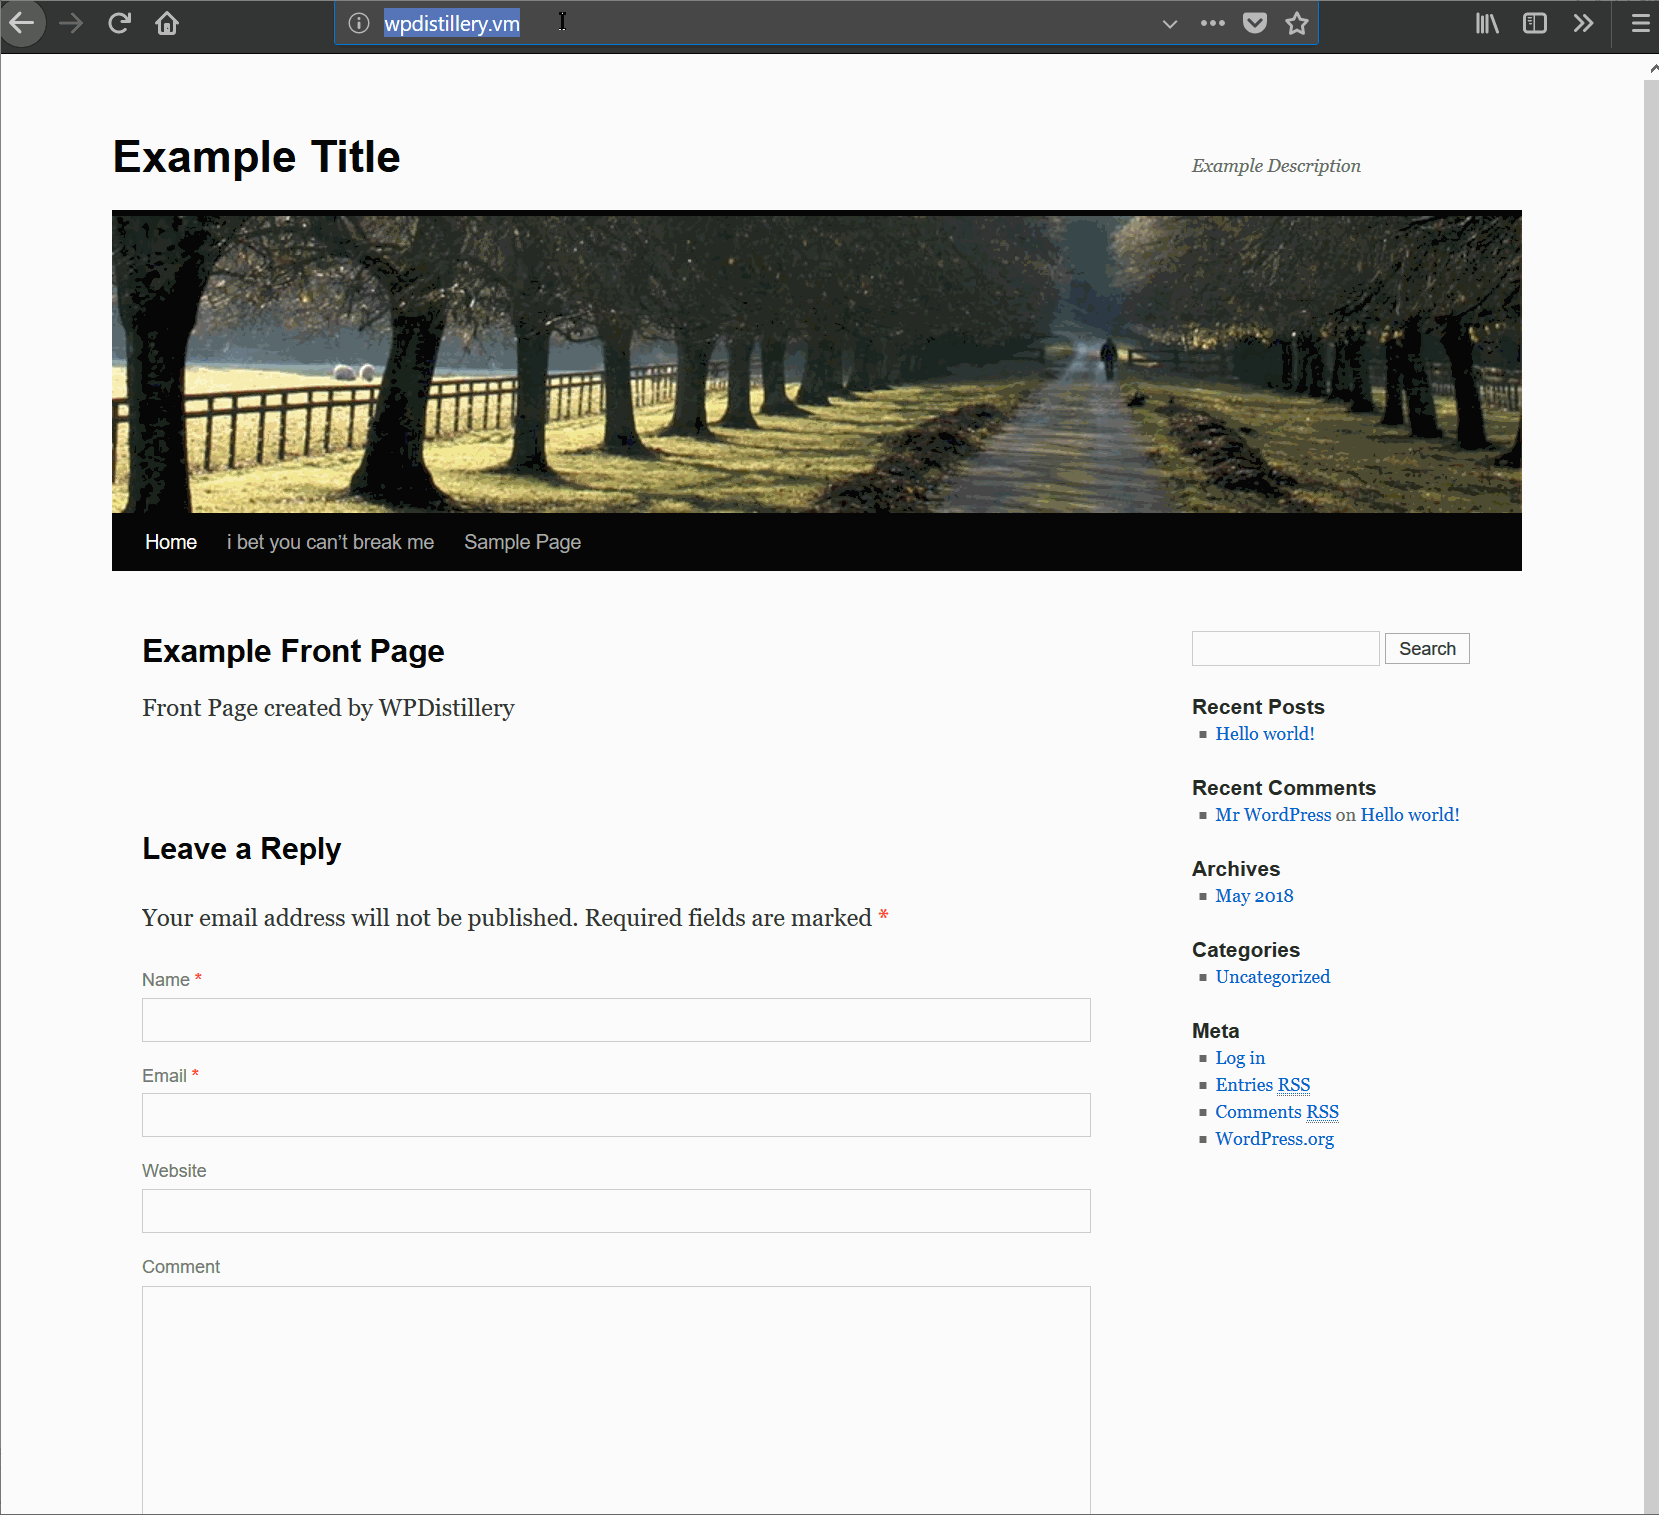 wpdistillery.vm
Example Title
Example Description
Home i bet you can’t break me Sample Page
Example Front Page
Front Page created by WPDistillery
Leave a Reply
Your email address will not be published. Required fields are marked *
Name *
Email *
Website
Comment
Search
Recent Posts
Hello world!
Recent Comments
Mr WordPress on Hello world!
Archives
May 2018
Categories
Uncategorized
Meta
Log in
Entries RSS
Comments RSS
WordPress.org